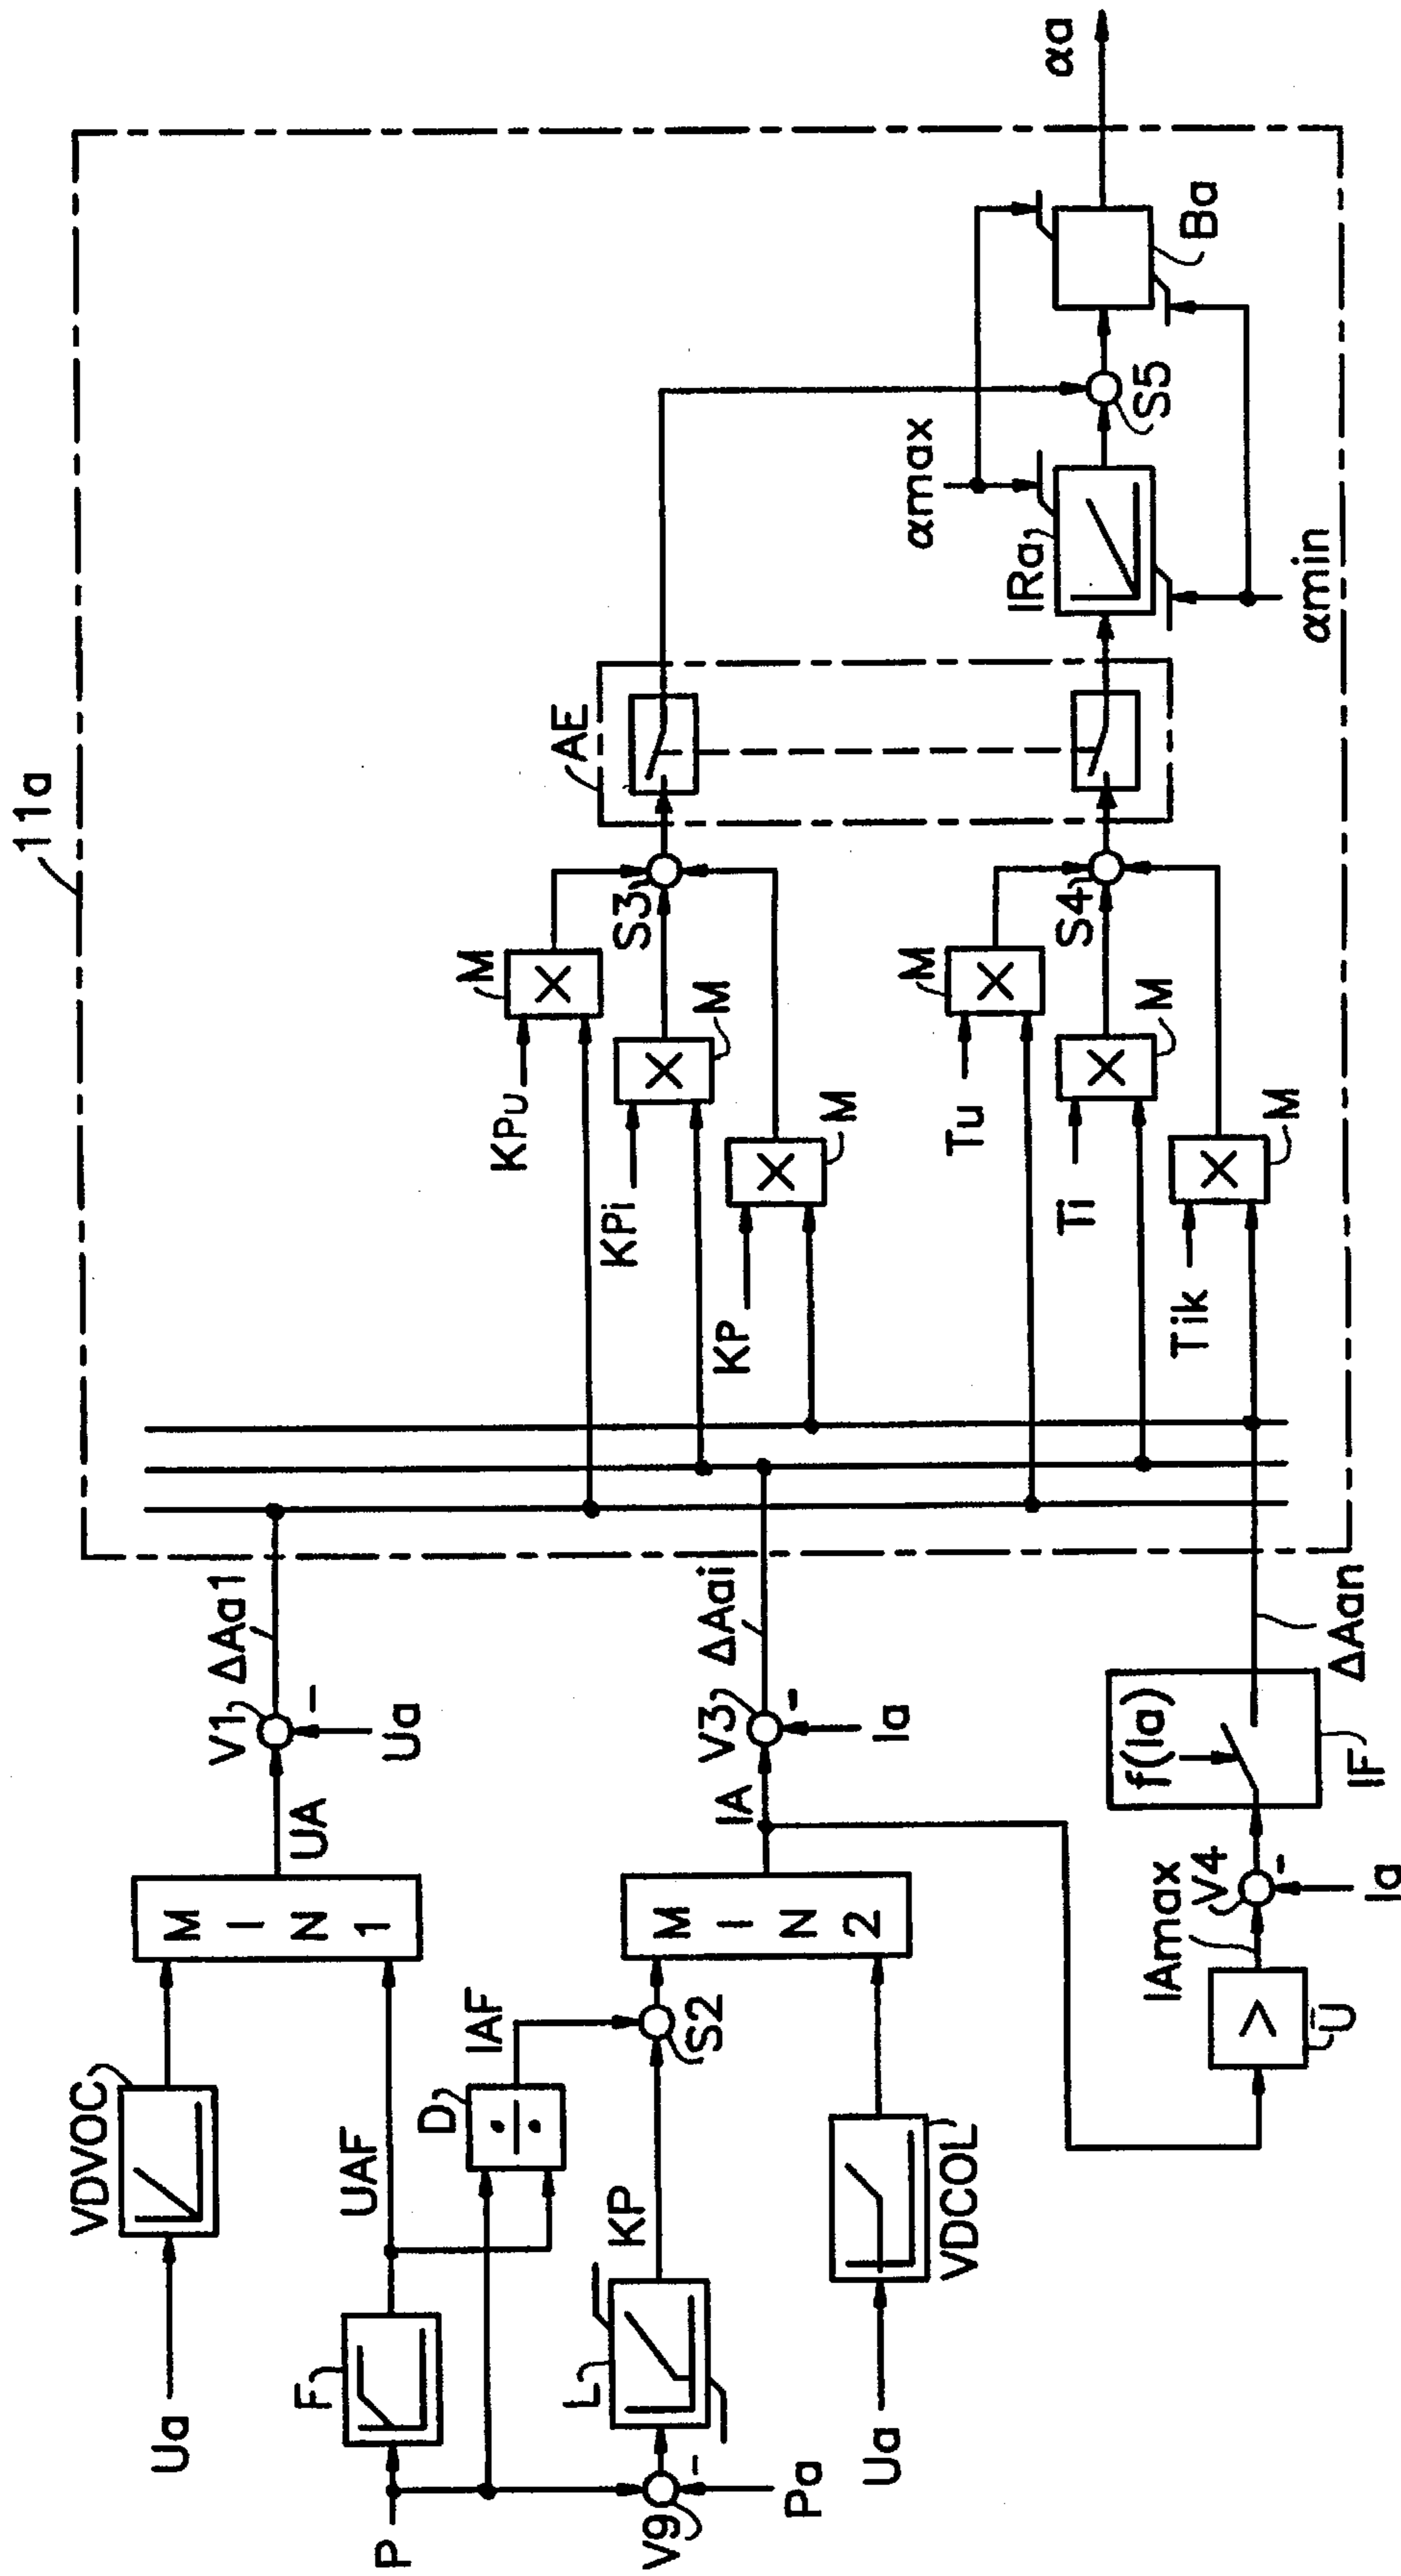 11a
Ua
VDVOC
M I N 1
UA
V1
ΔAa1
Ua
P
F
UAF
D
IAF
V9
Pa
L
KP
S2
M I N 2
IA
V3
ΔAai
Ia
Ua
VDCOL
Ü
IAmax
V4
Ia
f(Ia)
IF
ΔAan
KPu
M
KPi
M
KP
M
S3
AE
Tu
M
Ti
M
Tik
M
S4
αmax
IRa
αmin
S5
Ba
αa